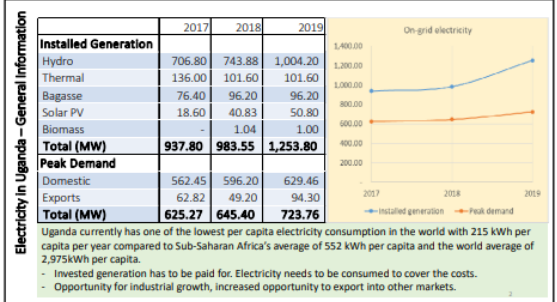 Electricity in Uganda – General Information
2017 2018 2019
Installed Generation
Hydro 706.80 743.88 1,004.20
Thermal 136.00 101.60 101.60
Bagasse 76.40 96.20 96.20
Solar PV 18.60 40.83 50.80
Biomass - 1.04 1.00
Total (MW) 937.80 983.55 1,253.80
Peak Demand
Domestic 562.45 596.20 629.46
Exports 62.82 49.20 94.30
Total (MW) 625.27 645.40 723.76
On-grid electricity
1,400.00
1,200.00
1,000.00
800.00
600.00
400.00
200.00
-
2017 2018 2019
Installed generation Peak demand
Uganda currently has one of the lowest per capita electricity consumption in the world with 215 kWh per
capita per year compared to Sub-Saharan Africa's average of 552 kWh per capita and the world average of
2,975kWh per capita.
- Invested generation has to be paid for. Electricity needs to be consumed to cover the costs.
- Opportunity for industrial growth, increased opportunity to export into other markets.
2